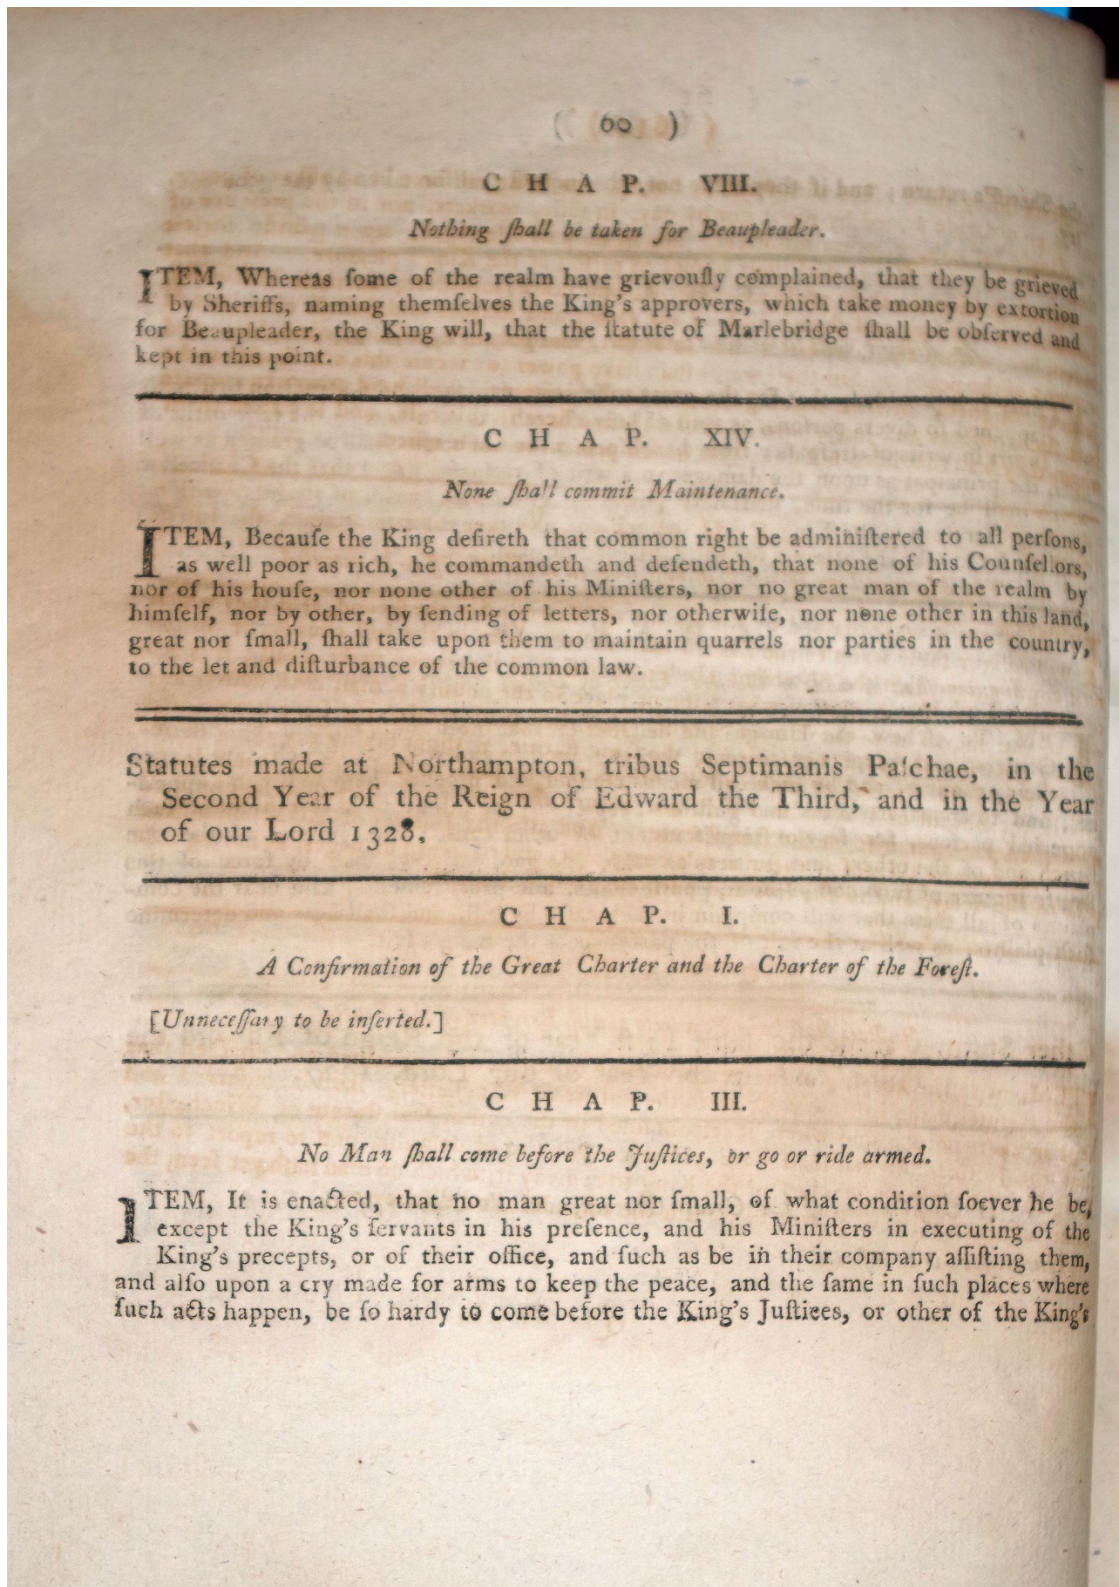 ( 60 )
C H A P. VIII.
Nothing ſhall be taken for Beaupleader.
ITEM, Whereas ſome of the realm have grievouſly complained, that they be grieved
by Sheriffs, naming themſelves the King's approvers, which take money by extortion
for Beaupleader, the King will, that the ſtatute of Marlebridge ſhall be obſerved and
kept in this point.
C H A P. XIV.
None ſhall commit Maintenance.
ITEM, Becauſe the King deſireth that common right be adminiſtered to all perſons,
as well poor as rich, he commandeth and defendeth, that none of his Counſellors,
nor of his houſe, nor none other of his Miniſters, nor no great man of the realm by
himſelf, nor by other, by ſending of letters, nor otherwiſe, nor none other in this land,
great nor ſmall, ſhall take upon them to maintain quarrels nor parties in the country,
to the let and diſturbance of the common law.
Statutes made at Northampton, tribus Septimanis Paſchae, in the
Second Year of the Reign of Edward the Third, and in the Year
of our Lord 1328.
C H A P. I.
A Confirmation of the Great Charter and the Charter of the Foreſt.
[Unneceſſary to be inſerted.]
C H A P. III.
No Man ſhall come before the Juſtices, or go or ride armed.
ITEM, It is enacted, that no man great nor ſmall, of what condition ſoever he be,
except the King's ſervants in his preſence, and his Miniſters in executing of the
King's precepts, or of their office, and ſuch as be in their company aſſiſting them,
and alſo upon a cry made for arms to keep the peace, and the ſame in ſuch places where
ſuch acts happen, be ſo hardy to come before the King's Juſtices, or other of the King's